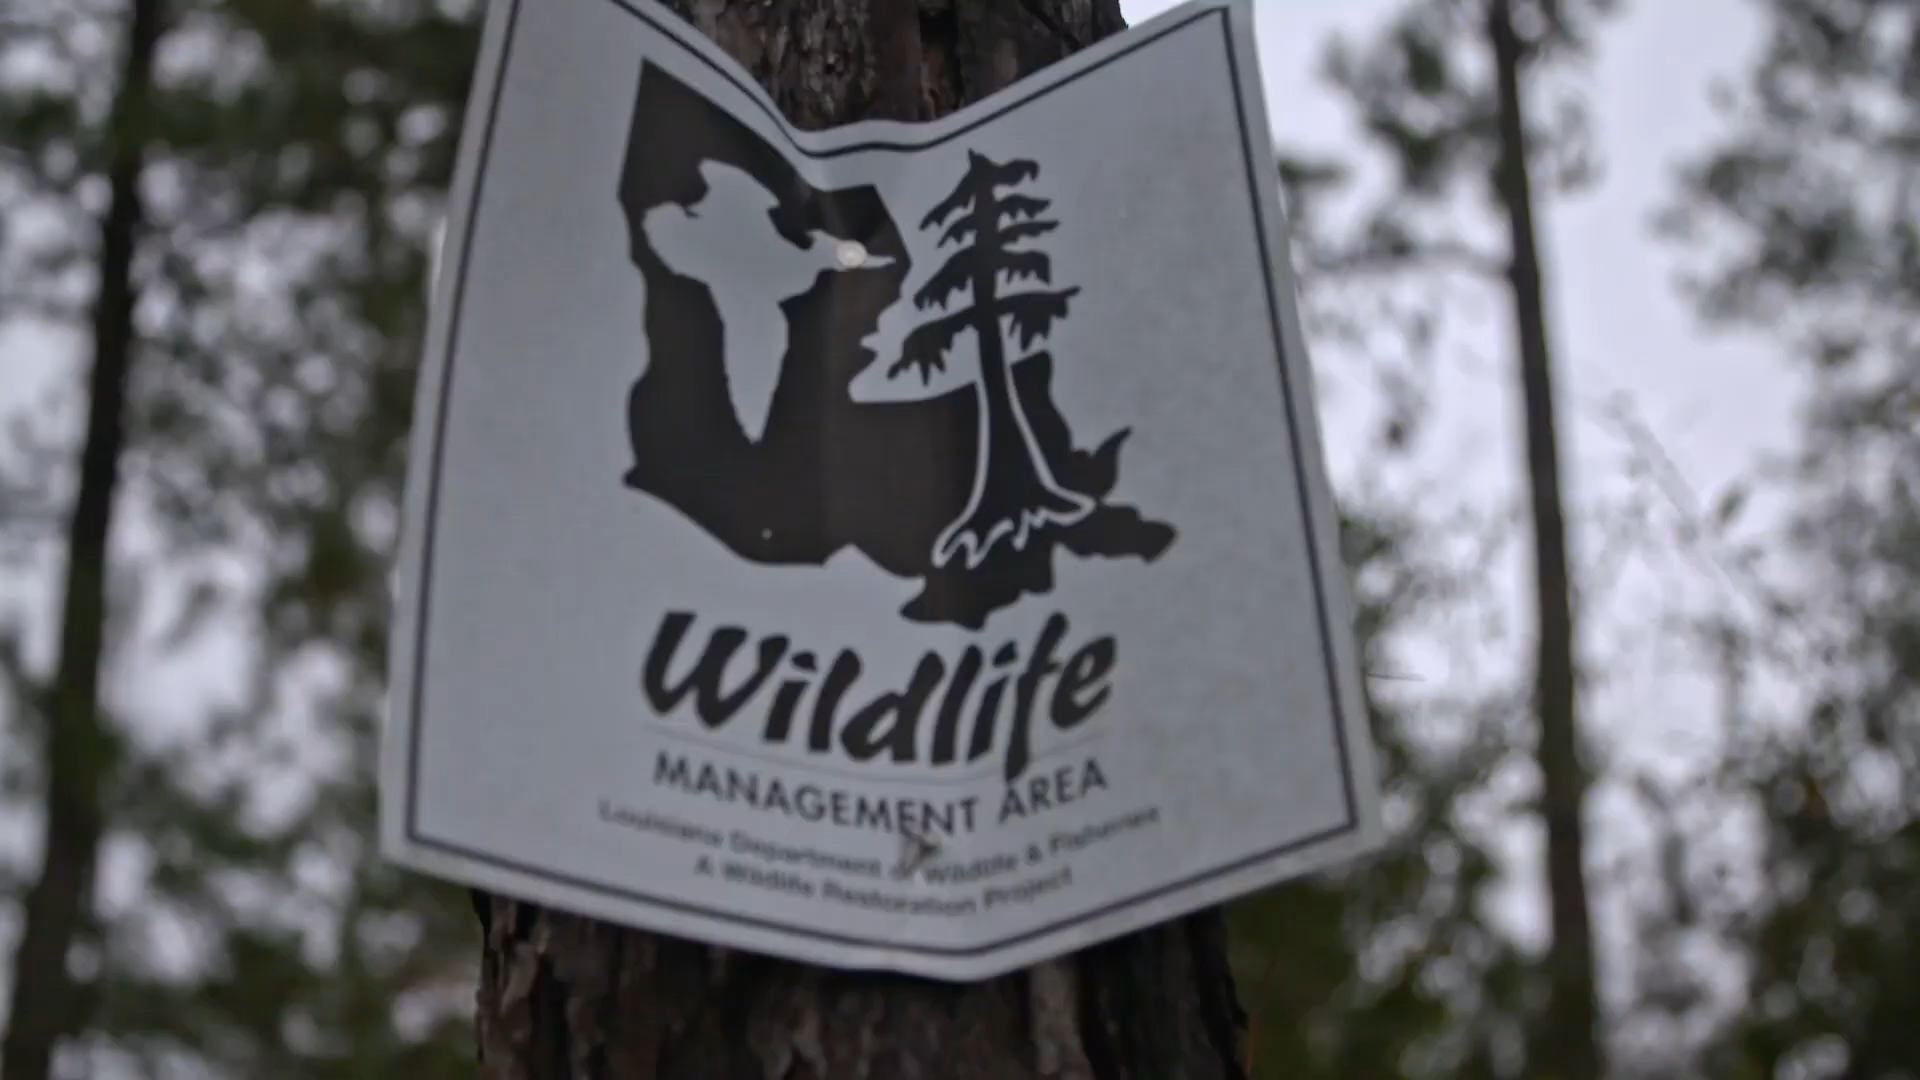 Wildlife
MANAGEMENT AREA
Louisiana Department of Wildlife & Fisheries
A Wildlife Restoration Project